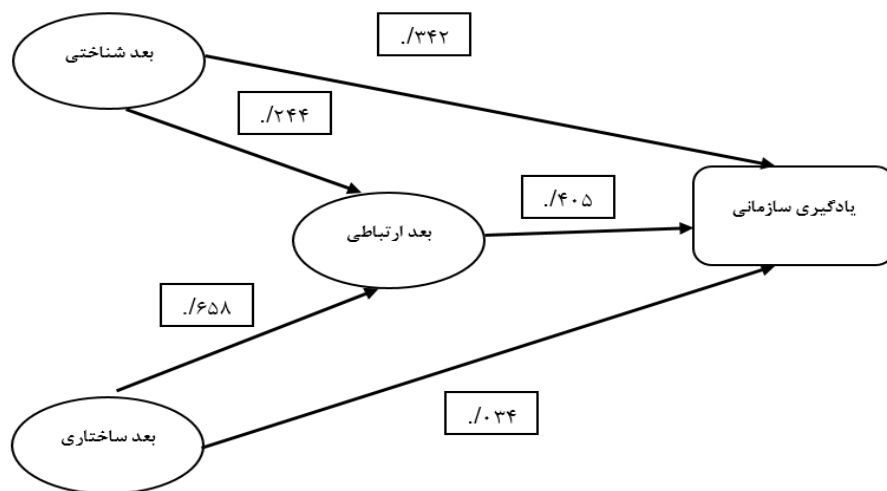 ./۳۴۲
بعد شناختی
./۲۴۴
./۴۰۵
یادگیری سازمانی
بعد ارتباطی
./۶۵۸
./۰۳۴
بعد ساختاری